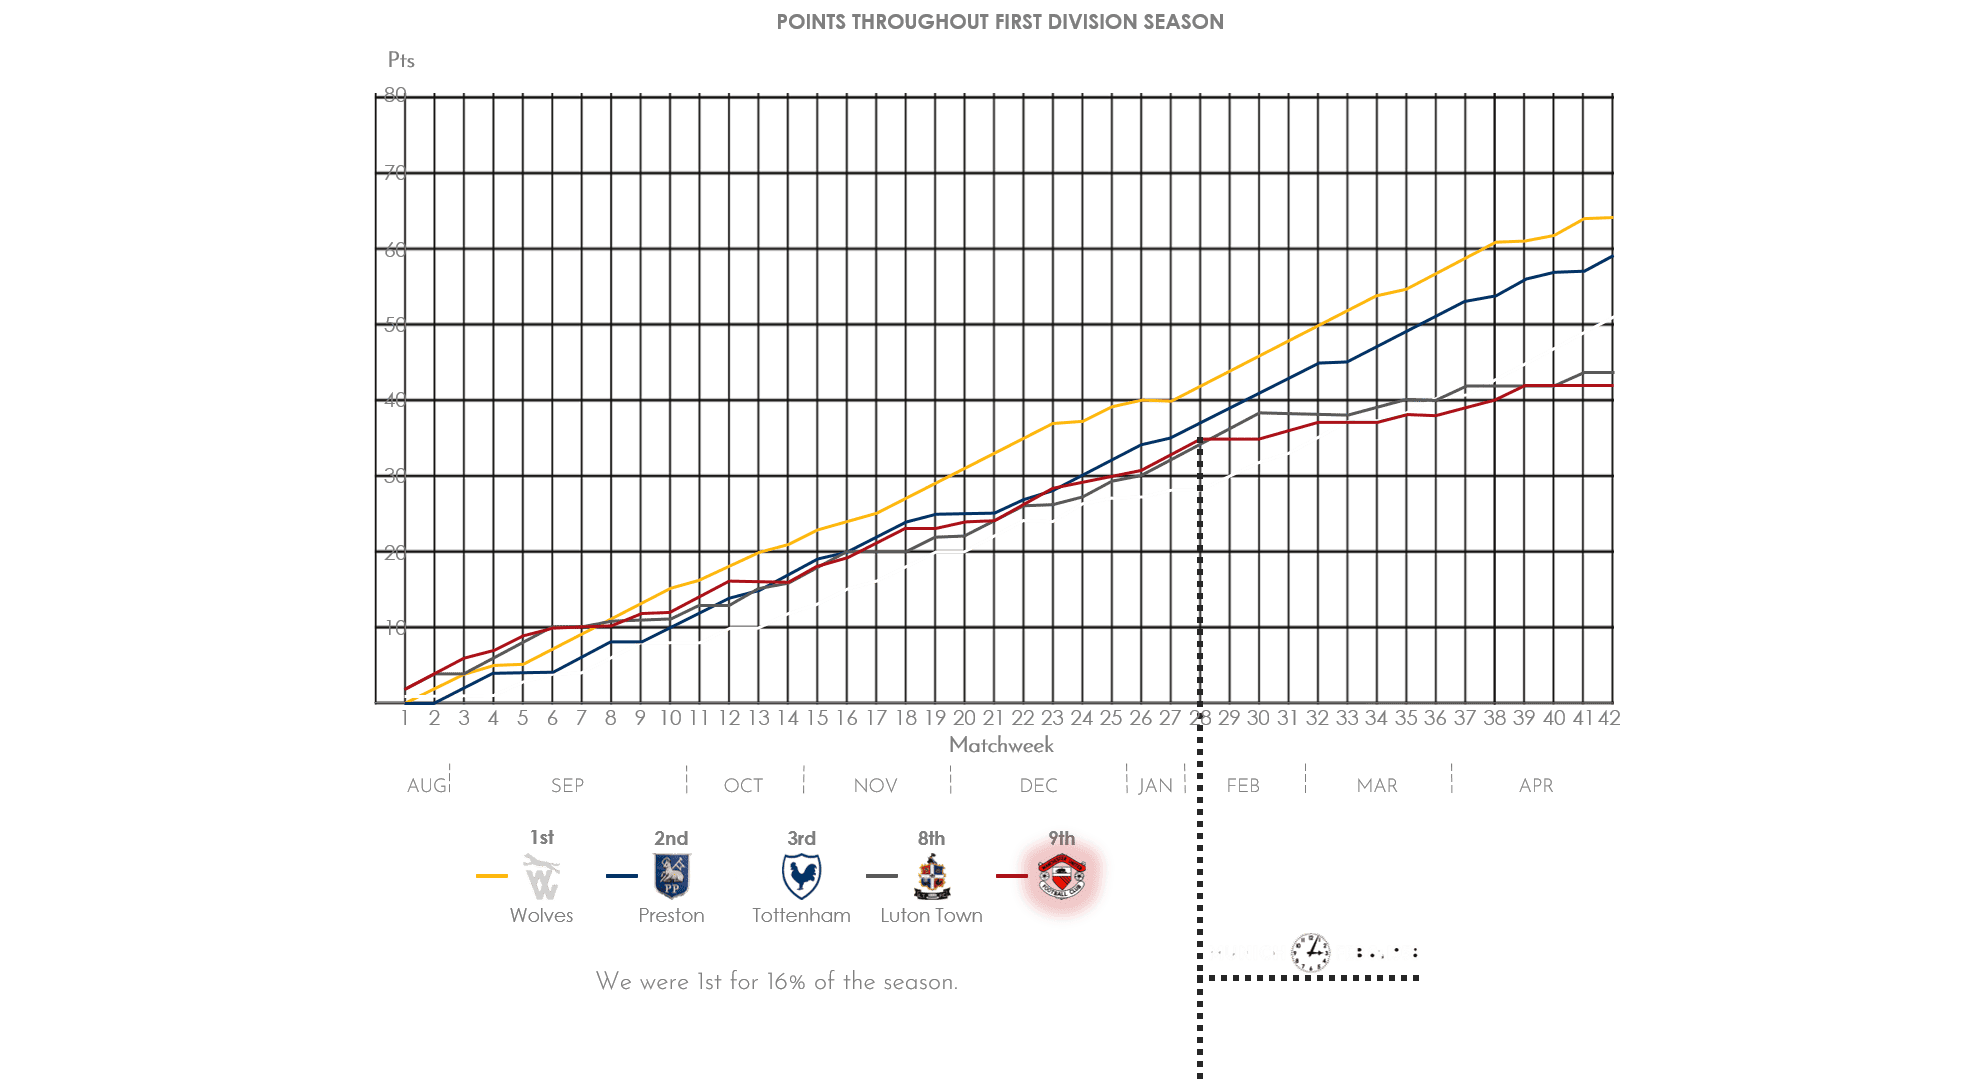 POINTS THROUGHOUT FIRST DIVISION SEASON
Pts
80
70
60
50
40
30
20
10
1 2 3 4 5 6 7 8 9 10 11 12 13 14 15 16 17 18 19 20 21 22 23 24 25 26 27 28 29 30 31 32 33 34 35 36 37 38 39 40 41 42
Matchweek
AUG SEP OCT NOV DEC JAN FEB MAR APR
1st 2nd 3rd 8th 9th
PP
FOOTBALL CLUB
Wolves Preston Tottenham Luton Town
We were 1st for 16% of the season.